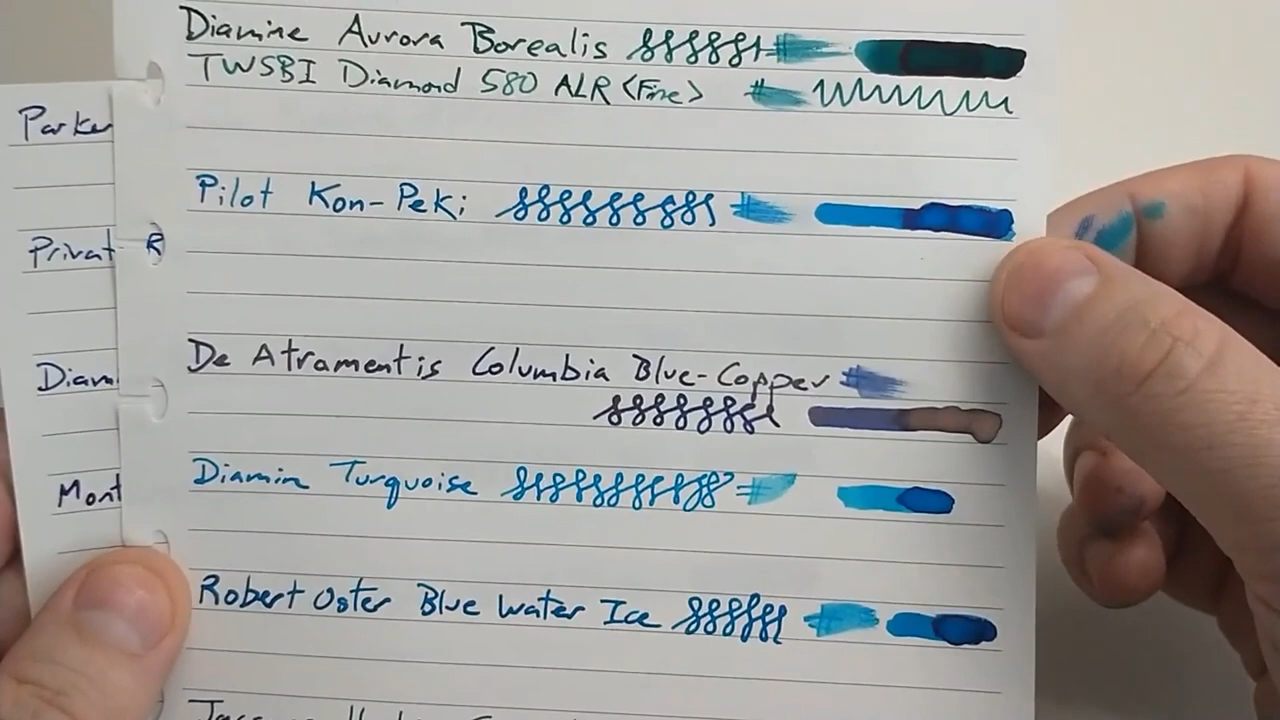 Diamine Aurora Borealis
TWSBI Diamond 580 ALR <Fine>
Pilot Kon-Peki
De Atramentis Columbia Blue-Copper
Diamin Turquoise
Robert Oster Blue Water Ice
Parker
Privat R
Diam
Mont